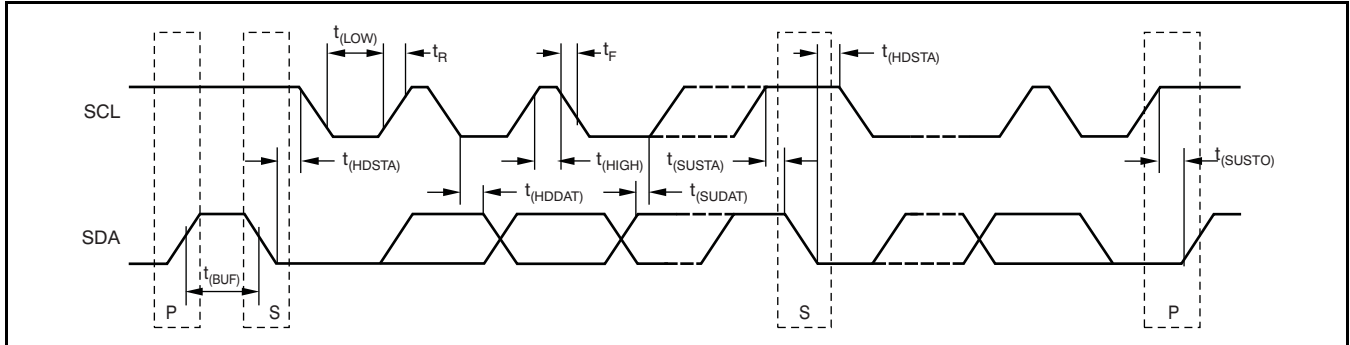 t(LOW)
tR
tF
t(HDSTA)
SCL
t(HDSTA)
t(HIGH)
t(SUSTA)
t(SUSTO)
t(HDDAT)
t(SUDAT)
SDA
t(BUF)
P
S
S
P